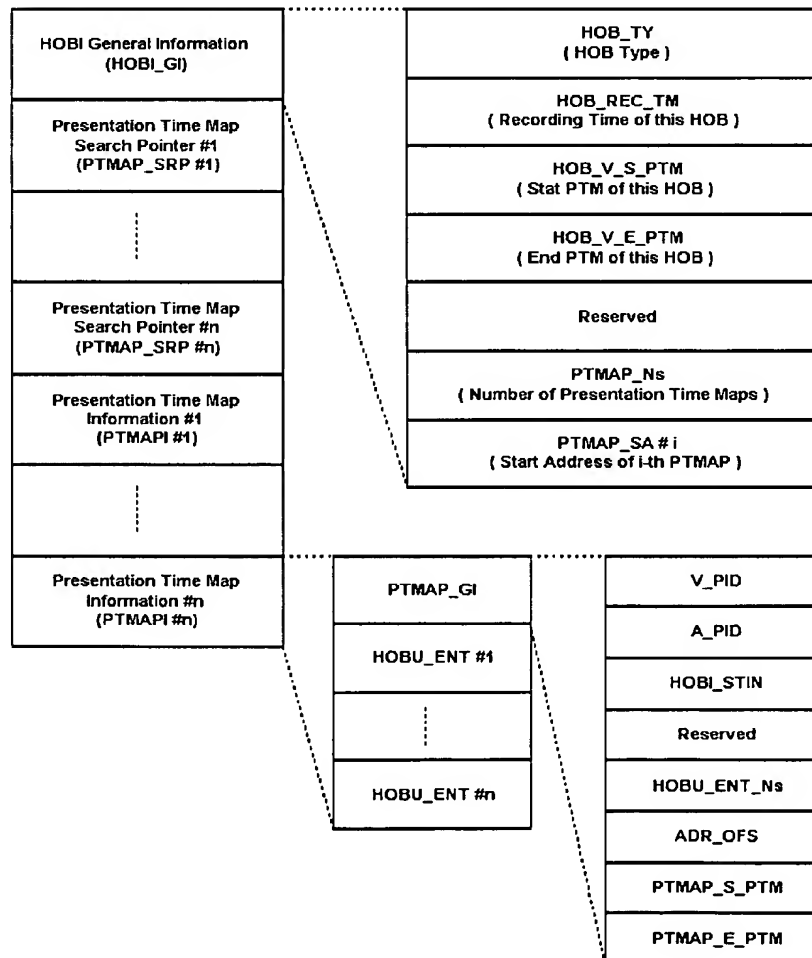 HOBI General Information
(HOBI_GI)
Presentation Time Map
Search Pointer #1
(PTMAP_SRP #1)
Presentation Time Map
Search Pointer #n
(PTMAP_SRP #n)
Presentation Time Map
Information #1
(PTMAPI #1)
Presentation Time Map
Information #n
(PTMAPI #n)
HOB_TY
( HOB Type )
HOB_REC_TM
( Recording Time of this HOB )
HOB_V_S_PTM
( Stat PTM of this HOB )
HOB_V_E_PTM
( End PTM of this HOB )
Reserved
PTMAP_Ns
( Number of Presentation Time Maps )
PTMAP_SA # i
( Start Address of i-th PTMAP )
PTMAP_GI
HOBU_ENT #1
HOBU_ENT #n
V_PID
A_PID
HOBI_STIN
Reserved
HOBU_ENT_Ns
ADR_OFS
PTMAP_S_PTM
PTMAP_E_PTM